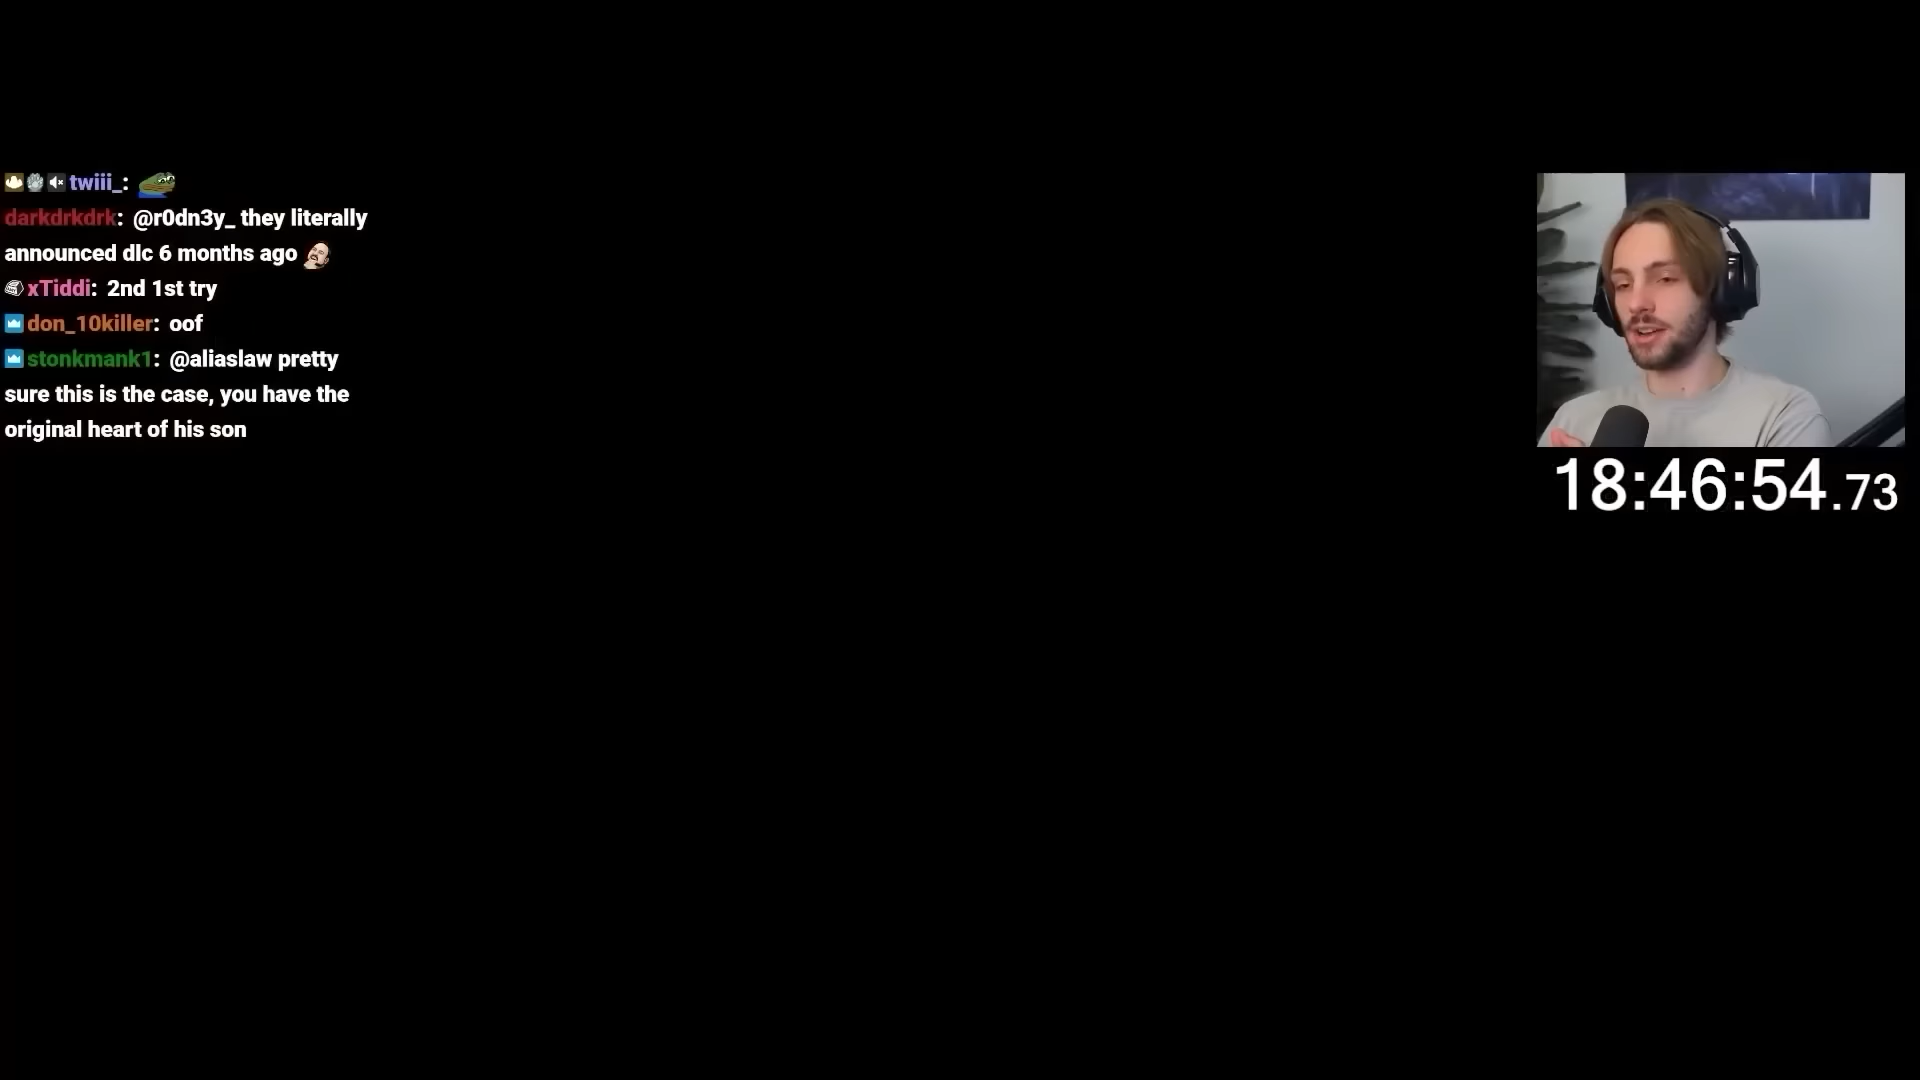 twiii_:
darkdrkdrk: @r0dn3y_ they literally
announced dlc 6 months ago
xTiddi: 2nd 1st try
don_10killer: oof
stonkmank1: @aliaslaw pretty
sure this is the case, you have the
original heart of his son
18:46:54.73